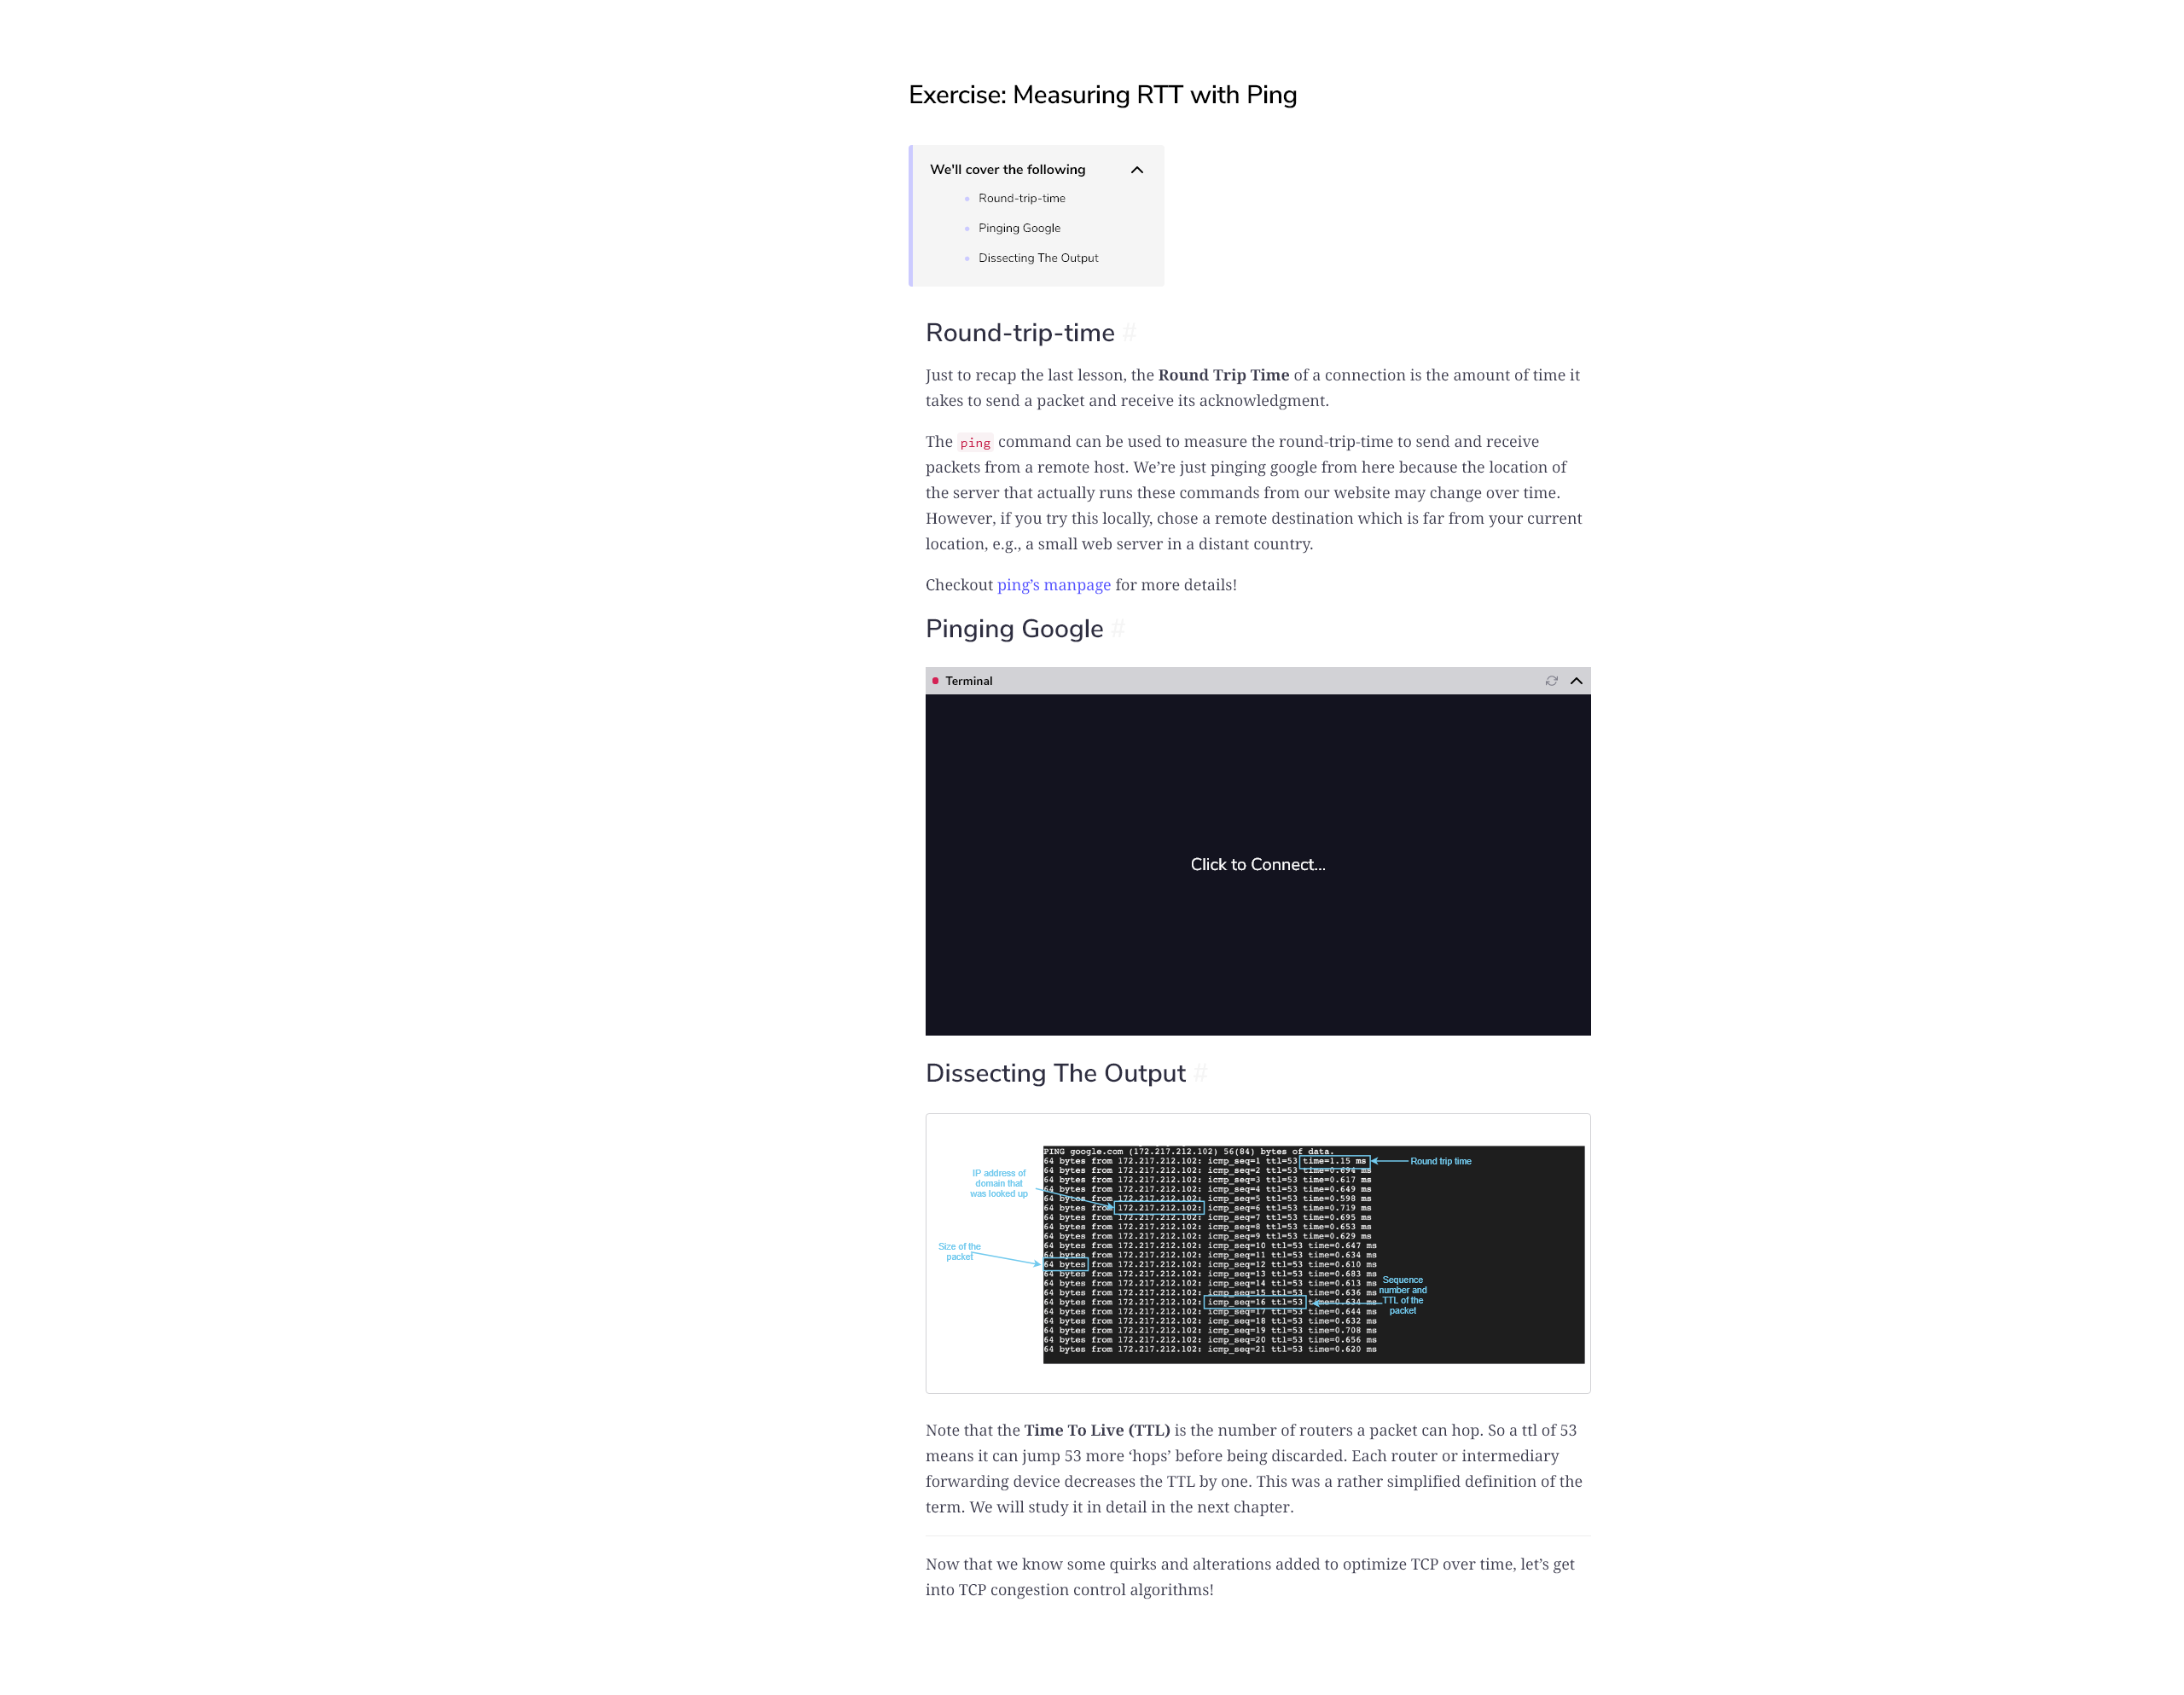 Exercise: Measuring RTT with Ping
We'll cover the following
Round-trip-time
Pinging Google
Dissecting The Output
Round-trip-time #
Just to recap the last lesson, the Round Trip Time of a connection is the amount of time it
takes to send a packet and receive its acknowledgment.
The ping command can be used to measure the round-trip-time to send and receive
packets from a remote host. We’re just pinging google from here because the location of
the server that actually runs these commands from our website may change over time.
However, if you try this locally, chose a remote destination which is far from your current
location, e.g., a small web server in a distant country.
Checkout ping’s manpage for more details!
Pinging Google #
Terminal
Click to Connect...
Dissecting The Output #
PING google.com (172.217.212.102) 56(84) bytes of data.
64 bytes from 172.217.212.102: icmp_seq=1 ttl=53 time=1.15 ms
Round trip time
64 bytes from 172.217.212.102: icmp_seq=2 ttl=53 time=0.694 ms
64 bytes from 172.217.212.102: icmp_seq=3 ttl=53 time=0.617 ms
64 bytes from 172.217.212.102: icmp_seq=4 ttl=53 time=0.649 ms
64 bytes from 172.217.212.102: icmp_seq=5 ttl=53 time=0.598 ms
64 bytes from 172.217.212.102: icmp_seq=6 ttl=53 time=0.719 ms
64 bytes from 172.217.212.102: icmp_seq=7 ttl=53 time=0.695 ms
64 bytes from 172.217.212.102: icmp_seq=8 ttl=53 time=0.653 ms
64 bytes from 172.217.212.102: icmp_seq=9 ttl=53 time=0.629 ms
64 bytes from 172.217.212.102: icmp_seq=10 ttl=53 time=0.647 ms
64 bytes from 172.217.212.102: icmp_seq=11 ttl=53 time=0.634 ms
64 bytes from 172.217.212.102: icmp_seq=12 ttl=53 time=0.610 ms
64 bytes from 172.217.212.102: icmp_seq=13 ttl=53 time=0.683 ms
64 bytes from 172.217.212.102: icmp_seq=14 ttl=53 time=0.613 ms
64 bytes from 172.217.212.102: icmp_seq=15 ttl=53 time=0.636 ms
64 bytes from 172.217.212.102: icmp_seq=16 ttl=53 time=0.634 ms
64 bytes from 172.217.212.102: icmp_seq=17 ttl=53 time=0.644 ms
64 bytes from 172.217.212.102: icmp_seq=18 ttl=53 time=0.632 ms
64 bytes from 172.217.212.102: icmp_seq=19 ttl=53 time=0.708 ms
64 bytes from 172.217.212.102: icmp_seq=20 ttl=53 time=0.656 ms
64 bytes from 172.217.212.102: icmp_seq=21 ttl=53 time=0.620 ms
IP address of
domain that
was looked up
Size of the
packet
Sequence
number and
TTL of the
packet
Note that the Time To Live (TTL) is the number of routers a packet can hop. So a ttl of 53
means it can jump 53 more ‘hops’ before being discarded. Each router or intermediary
forwarding device decreases the TTL by one. This was a rather simplified definition of the
term. We will study it in detail in the next chapter.
Now that we know some quirks and alterations added to optimize TCP over time, let’s get
into TCP congestion control algorithms!